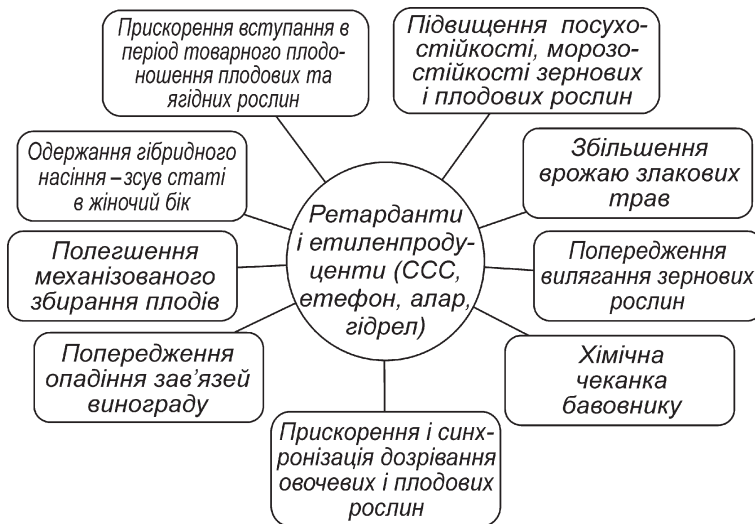 Прискорення вступання в
період товарного плодо-
ношення плодових та
ягідних рослин
Підвищення посухо-
стійкості, морозо-
стійкості зернових
і плодових рослин
Одержання гібридного
насіння – зсув статі
в жіночий бік
Збільшення
врожаю злакових
трав
Ретарданти
і етиленпроду-
центи (ССС,
етефон, алар,
гідрел)
Полегшення
механізованого
збирання плодів
Попередження
вилягання зернових
рослин
Попередження
опадіння зав’язей
винограду
Хімічна
чеканка
бавовнику
Прискорення і синх-
ронізація дозрівання
овочевих і плодових
рослин